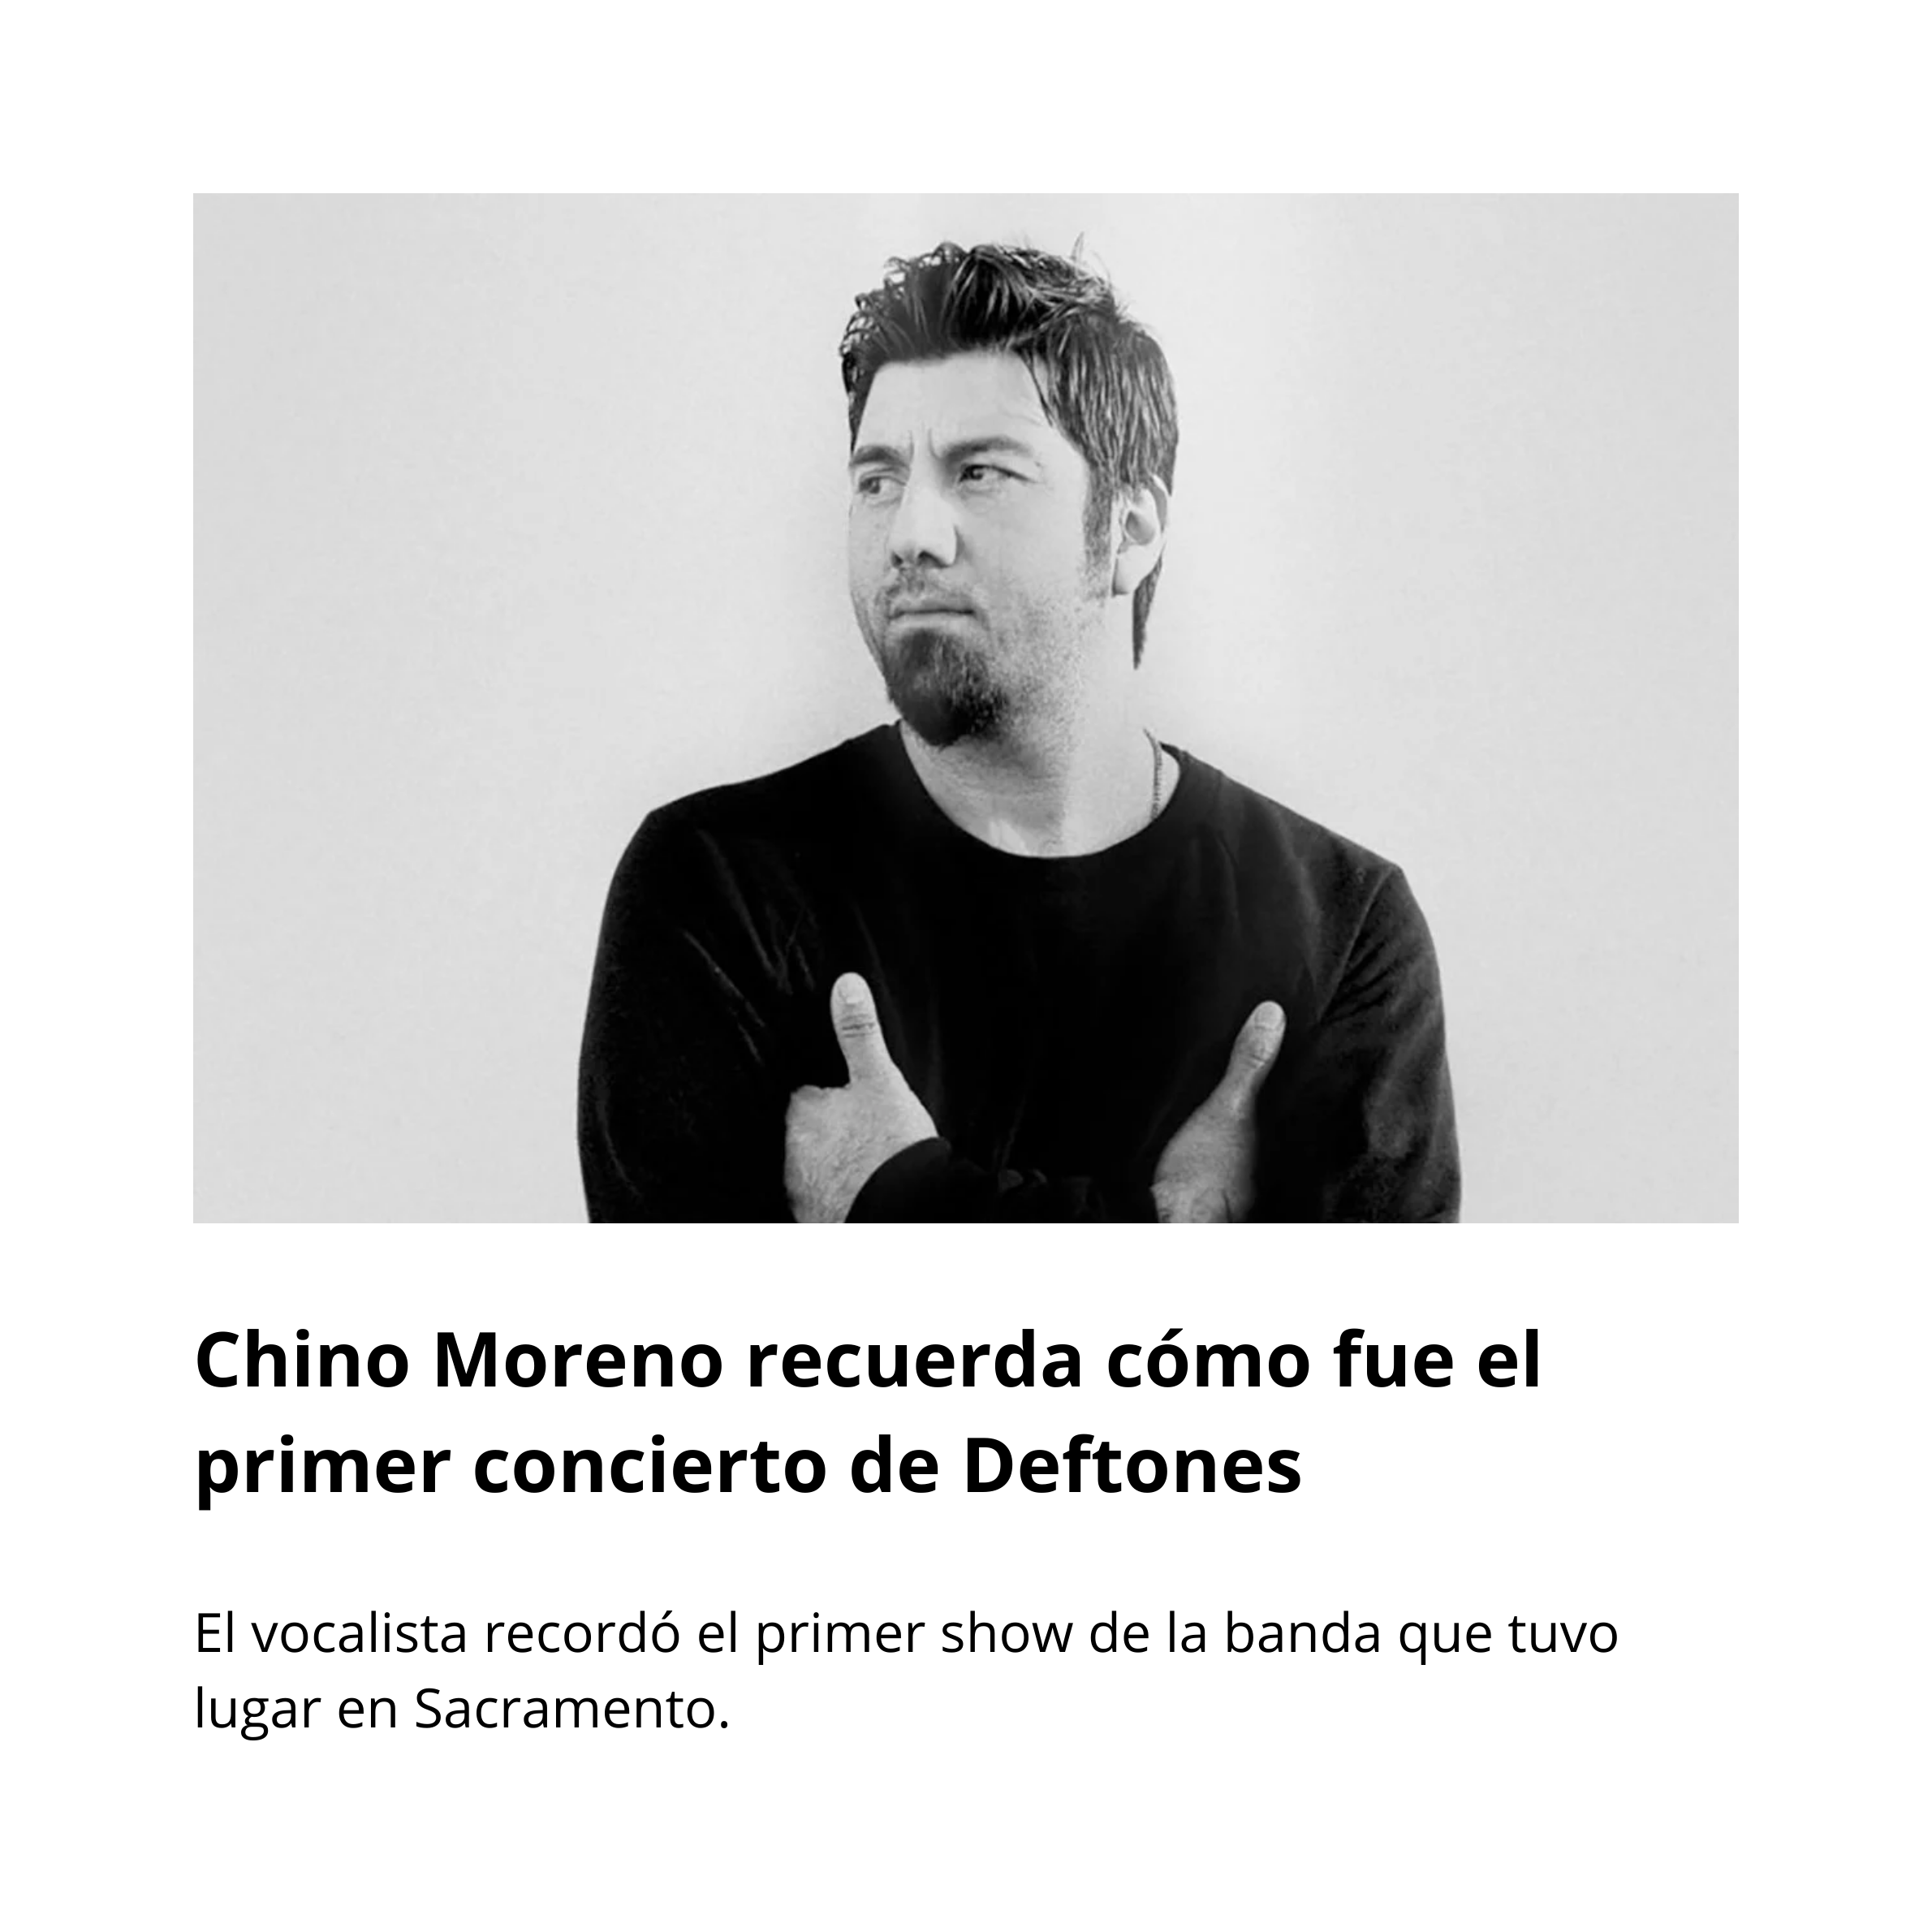 Chino Moreno recuerda cómo fue el
primer concierto de Deftones
El vocalista recordó el primer show de la banda que tuvo
lugar en Sacramento.